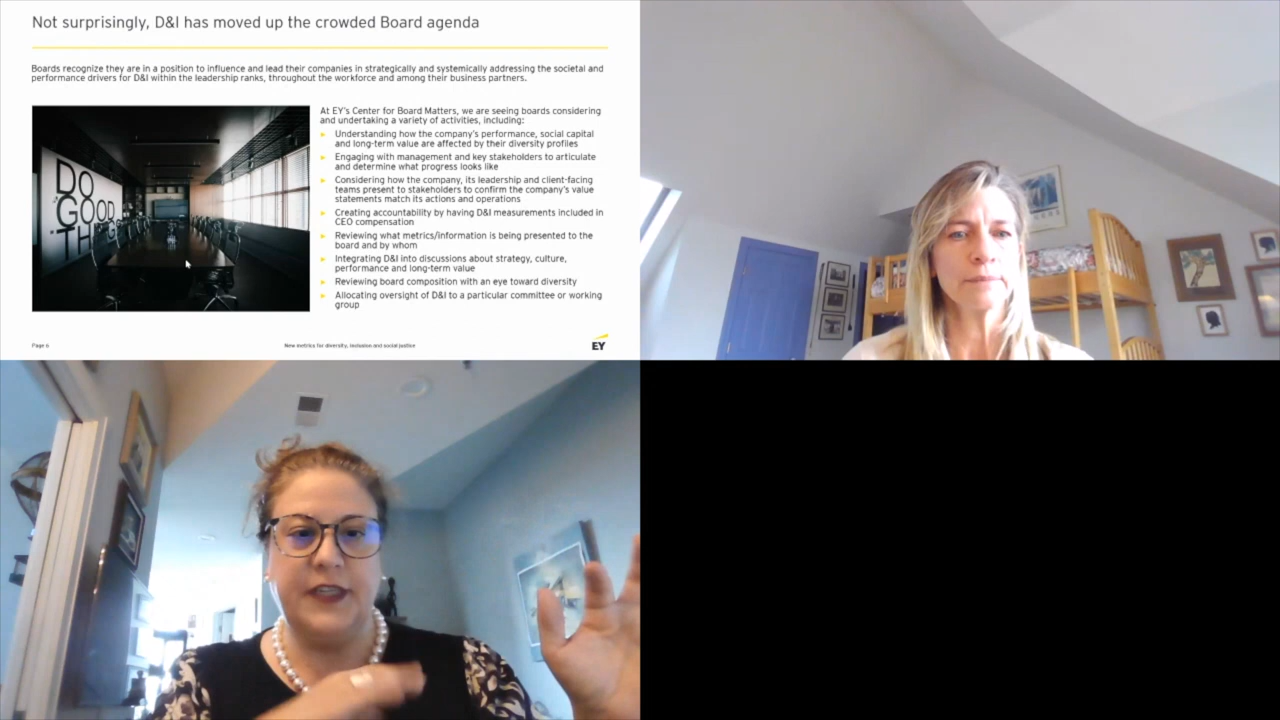 Not surprisingly, D&I has moved up the crowded Board agenda
Boards recognize they are in a position to influence and lead their companies in strategically and systemically addressing the societal and
performance drivers for D&I within the leadership ranks, throughout the workforce and among their business partners.
DO
GOOD
At EY's Center for Board Matters, we are seeing boards considering
and undertaking a variety of activities, including:
► Understanding how the company's performance, social capital
and long-term value are affected by their diversity profiles
► Engaging with management and key stakeholders to articulate
and determine what progress looks like
► Considering how the company, its leadership and client-facing
teams present to stakeholders to confirm the company's value
statements match its actions and operations
► Creating accountability by having D&I measurements included in
CEO compensation
► Reviewing what metrics/information is being presented to the
board and by whom
► Integrating D&I into discussions about strategy, culture,
performance and long-term value
► Reviewing board composition with an eye toward diversity
► Allocating oversight of D&I to a particular committee or working
group
Page 6
New metrics for diversity, inclusion and social justice
EY